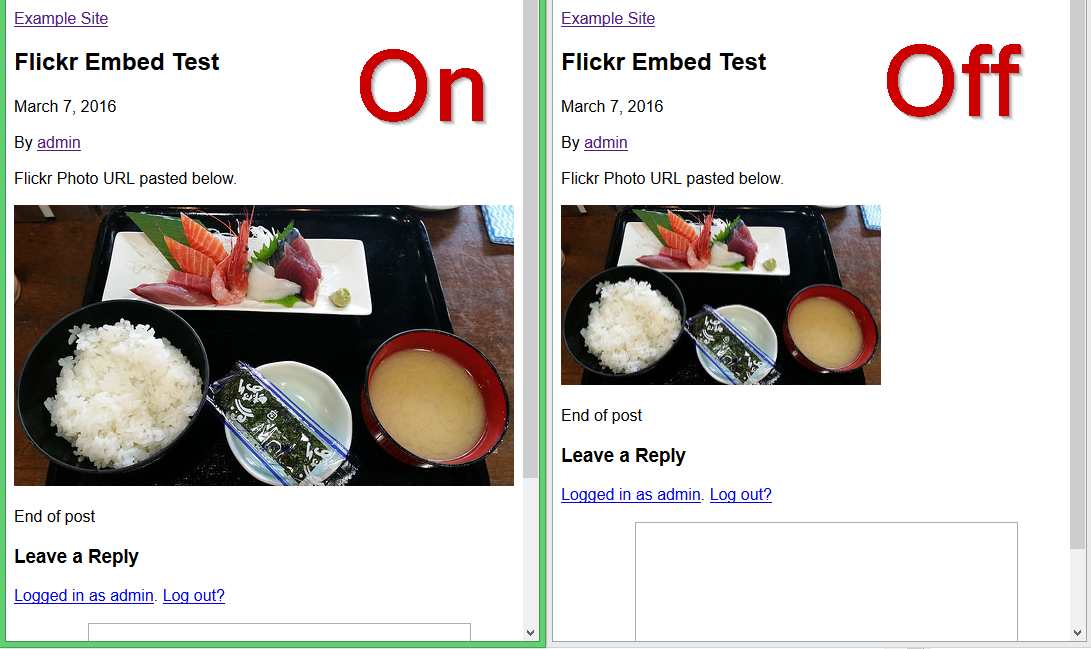 Example Site
Flickr Embed Test
On
March 7, 2016
By admin
Flickr Photo URL pasted below.
End of post
Leave a Reply
Logged in as admin. Log out?
Example Site
Flickr Embed Test
Off
March 7, 2016
By admin
Flickr Photo URL pasted below.
End of post
Leave a Reply
Logged in as admin. Log out?